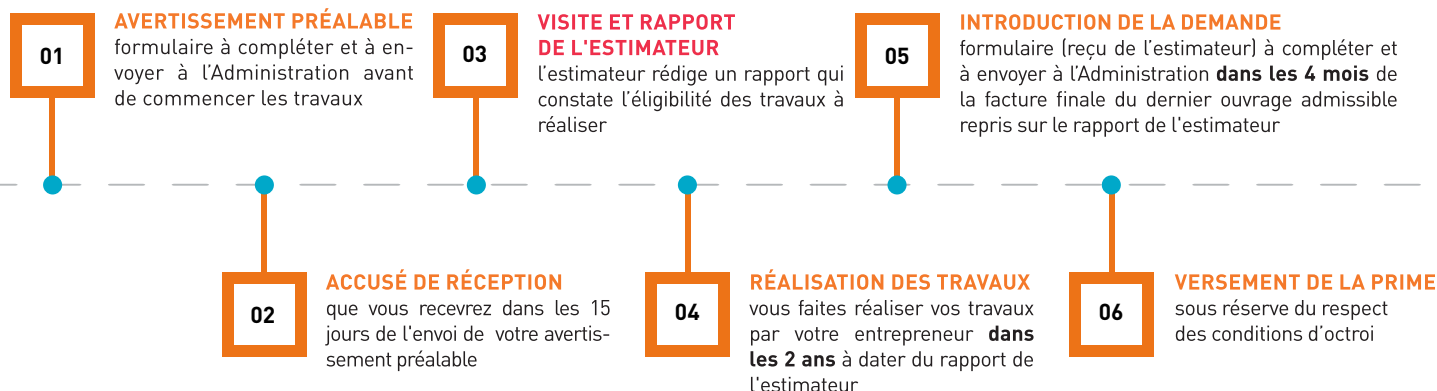 01
AVERTISSEMENT PRÉALABLE
formulaire à compléter et à en-
voyer à l'Administration avant
de commencer les travaux
02
ACCUSÉ DE RÉCEPTION
que vous recevrez dans les 15
jours de l'envoi de votre avertis-
sement préalable
03
VISITE ET RAPPORT
DE L'ESTIMATEUR
l'estimateur rédige un rapport qui
constate l'éligibilité des travaux à
réaliser
04
RÉALISATION DES TRAVAUX
vous faites réaliser vos travaux
par votre entrepreneur dans
les 2 ans à dater du rapport de
l'estimateur
05
INTRODUCTION DE LA DEMANDE
formulaire (reçu de l'estimateur) à compléter et
à envoyer à l'Administration dans les 4 mois de
la facture finale du dernier ouvrage admissible
repris sur le rapport de l'estimateur
06
VERSEMENT DE LA PRIME
sous réserve du respect
des conditions d'octroi